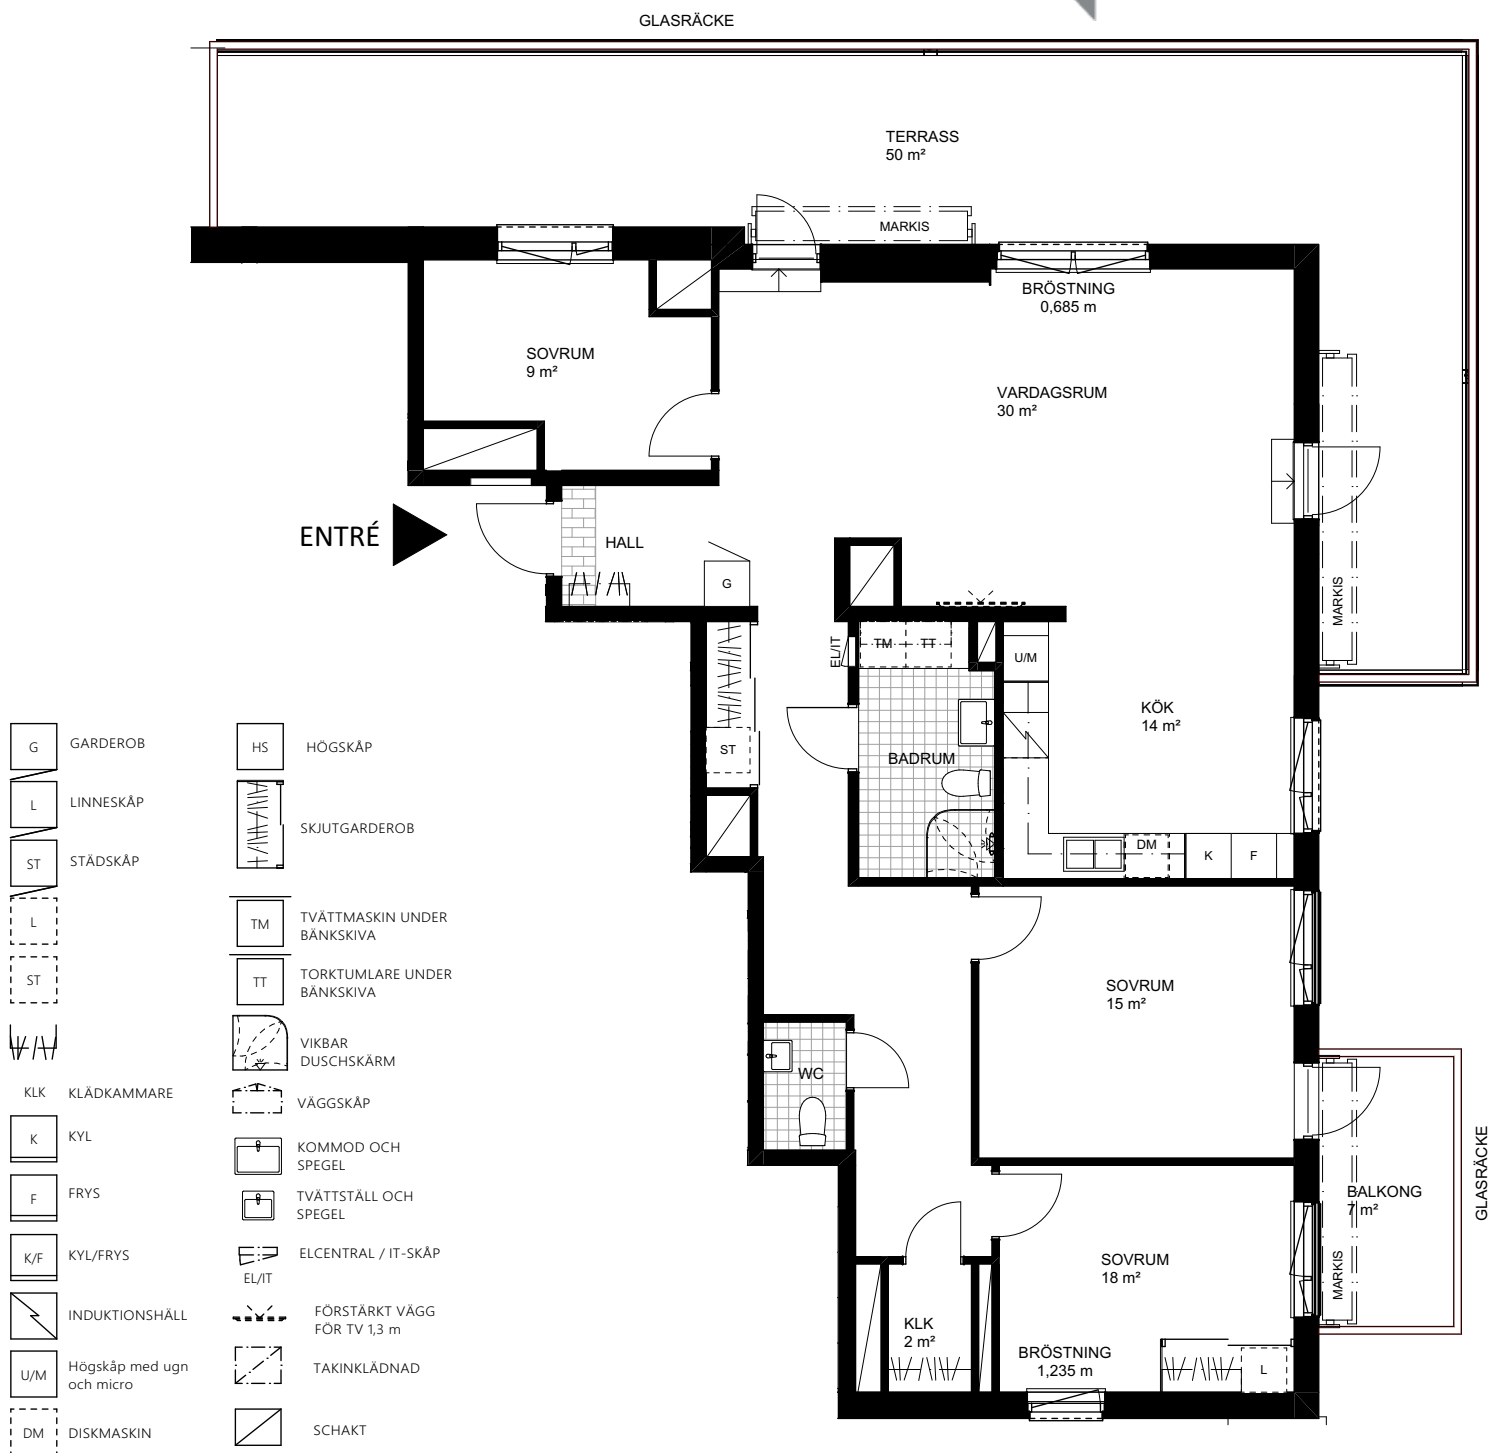 GLASRÄCKE
TERRASS
50 m²
MARKIS
BRÖSTNING
0,685 m
SOVRUM
9 m²
VARDAGSRUM
30 m²
MARKIS
ENTRÉ
HALL
G
EL/IT
TM
TT
U/M
KÖK
14 m²
ST
BADRUM
DM
K
F
SOVRUM
15 m²
WC
BALKONG
7 m²
GLASRÄCKE
MARKIS
SOVRUM
18 m²
KLK
2 m²
BRÖSTNING
1,235 m
L
G
GARDEROB
L
LINNESKÅP
ST
STÄDSKÅP
L
ST
KLK
KLÄDKAMMARE
K
KYL
F
FRYS
K/F
KYL/FRYS
INDUKTIONSHÄLL
U/M
Högskåp med ugn
och micro
DM
DISKMASKIN
HS
HÖGSKÅP
SKJUTGARDEROB
TM
TVÄTTMASKIN UNDER
BÄNKSKIVA
TT
TORKTUMLARE UNDER
BÄNKSKIVA
VIKBAR
DUSCHSKÄRM
VÄGGSKÅP
KOMMOD OCH
SPEGEL
TVÄTTSTÄLL OCH
SPEGEL
ELCENTRAL / IT-SKÅP
EL/IT
FÖRSTÄRKT VÄGG
FÖR TV 1,3 m
TAKINKLÄDNAD
SCHAKT